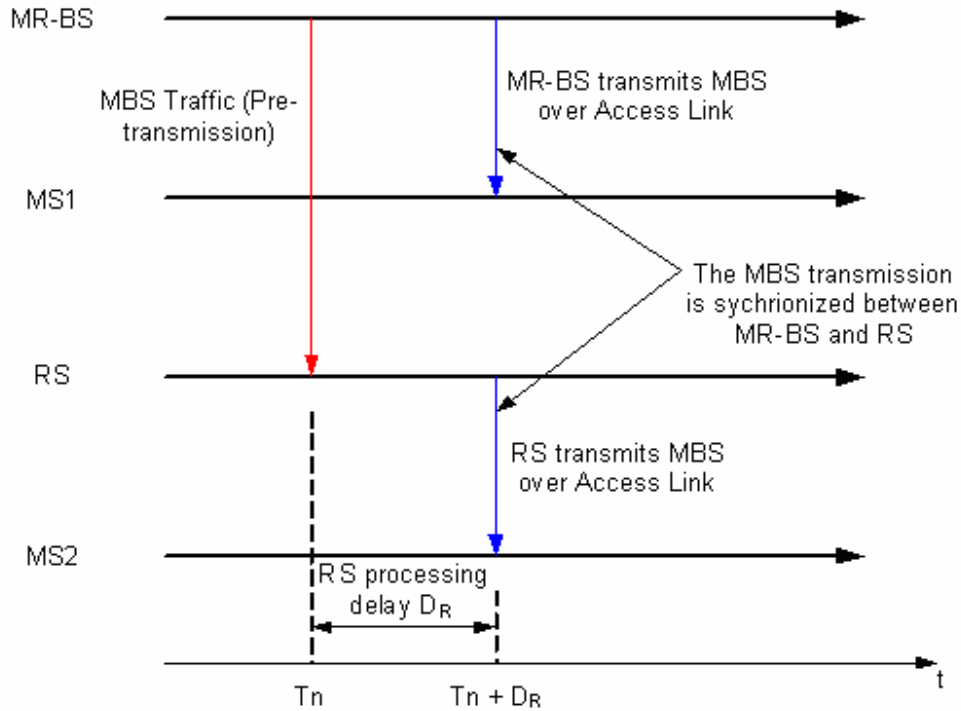 MR-BS
MBS Traffic (Pre-
transmission)
MR-BS transmits MBS
over Access Link
MS1
The MBS transmission
is sychrionized between
MR-BS and RS
RS
RS transmits MBS
over Access Link
MS2
RS processing
delay DR
t
Tn
Tn + DR